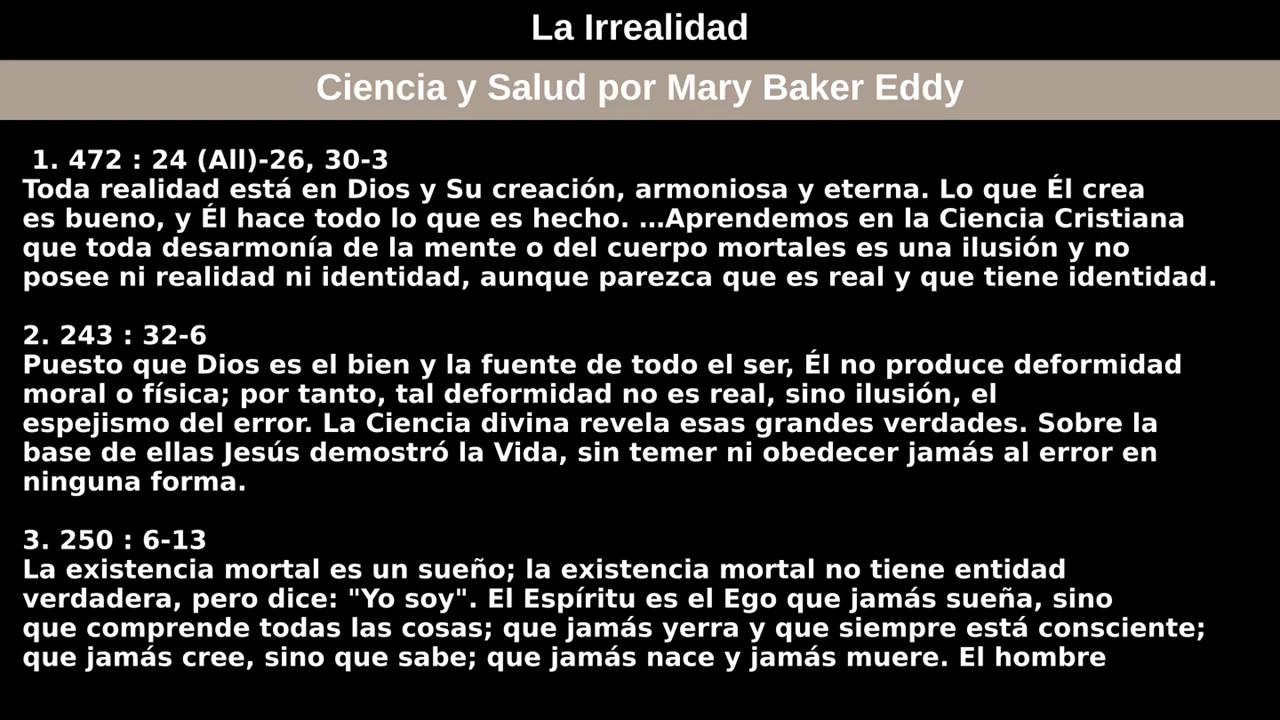 La Irrealidad
Ciencia y Salud por Mary Baker Eddy
1. 472 : 24 (All)-26, 30-3
Toda realidad está en Dios y Su creación, armoniosa y eterna. Lo que Él crea
es bueno, y Él hace todo lo que es hecho. ...Aprendemos en la Ciencia Cristiana
que toda desarmonía de la mente o del cuerpo mortales es una ilusión y no
posee ni realidad ni identidad, aunque parezca que es real y que tiene identidad.
2. 243 : 32-6
Puesto que Dios es el bien y la fuente de todo el ser, Él no produce deformidad
moral o física; por tanto, tal deformidad no es real, sino ilusión, el
espejismo del error. La Ciencia divina revela esas grandes verdades. Sobre la
base de ellas Jesús demostró la Vida, sin temer ni obedecer jamás al error en
ninguna forma.
3. 250 : 6-13
La existencia mortal es un sueño; la existencia mortal no tiene entidad
verdadera, pero dice: "Yo soy". El Espíritu es el Ego que jamás sueña, sino
que comprende todas las cosas; que jamás yerra y que siempre está consciente;
que jamás cree, sino que sabe; que jamás nace y jamás muere. El hombre